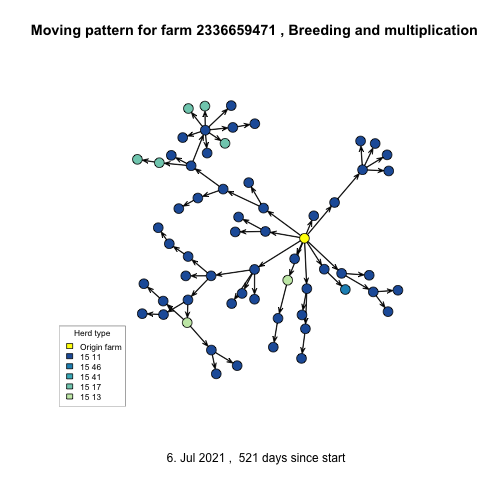 Moving pattern for farm 2336659471 , Breeding and multiplication
Herd type
Origin farm
15 11
15 46
15 41
15 17
15 13
6. Jul 2021 , 521 days since start